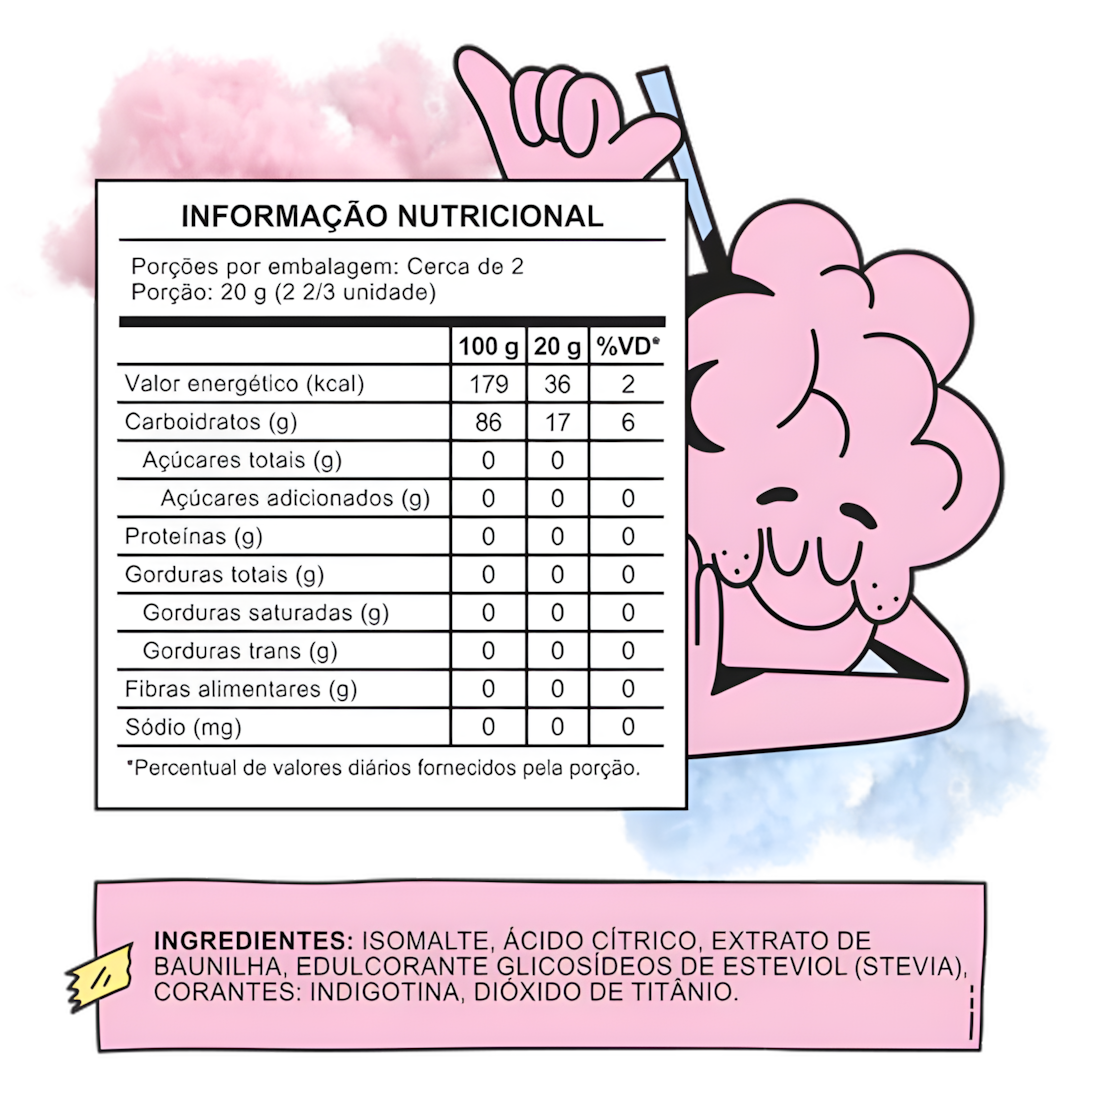 INFORMAÇÃO NUTRICIONAL
Porções por embalagem: Cerca de 2
Porção: 20 g (2 2/3 unidade)
100 g 20 g %VD*
Valor energético (kcal) 179 36 2
Carboidratos (g) 86 17 6
Açúcares totais (g) 0 0
Açúcares adicionados (g) 0 0 0
Proteínas (g) 0 0 0
Gorduras totais (g) 0 0 0
Gorduras saturadas (g) 0 0 0
Gorduras trans (g) 0 0 0
Fibras alimentares (g) 0 0 0
Sódio (mg) 0 0 0
*Percentual de valores diários fornecidos pela porção.
INGREDIENTES: ISOMALTE, ÁCIDO CÍTRICO, EXTRATO DE
BAUNILHA, EDULCORANTE GLICOSÍDEOS DE ESTEVIOL (STEVIA),
CORANTES: INDIGOTINA, DIÓXIDO DE TITÂNIO.